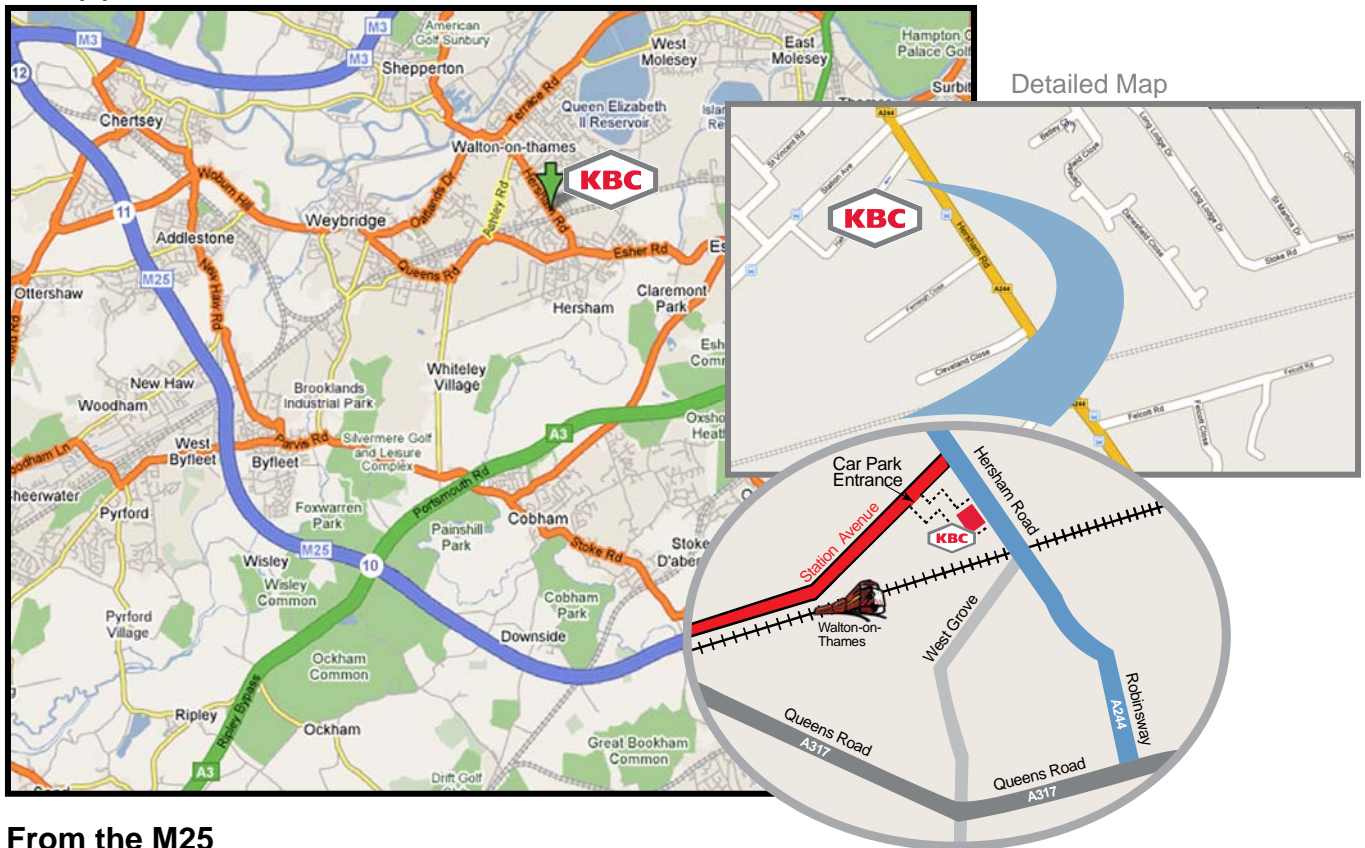 M3
M3
American
Golf Sunbury
Shepperton
12
Chertsey
West
Molesey
East
Molesey
Hampton
Palace Golf
Surbit
Queen Elizabeth
II Reservoir
Terrace Rd
Walton-on-thames
Hersham Rd
KBC
Woburn Hill
11
Addlestone
Weybridge
Oatlands Dr
Ashley Rd
Queens Rd
Esher Rd
M25
New Haw Rd
Ottershaw
Hersham
Claremont
Park
Whiteley
Village
New Haw
Woodham
Brooklands
Industrial Park
West
Byfleet
Byfleet
Parvis Rd
Silvermere Golf
and Leisure
Complex
A3
Portsmouth Rd
Pyrford
Foxwarren
Park
Painshill
Park
Cobham
Stoke Rd
Stoke
D'aber
M25
10
Wisley
Wisley
Common
Cobham
Park
Pyrford
Village
Downside
Ockham
Common
Ripley
Ripley Bypass
Ockham
Great Bookham
Common
A3
Drift Golf
Detailed Map
A244
St Vincent Rd
Station Ave
KBC
Hersham Rd
A244
Fernleigh Close
Cleveland Close
Danesfield Close
Long Lodge Dr
Long Lodge Dr
St Martins Dr
Stoke Rd
Felcott Rd
Felcott Rd
Felcott Close
Car Park
Entrance
Station Avenue
KBC
Hersham Road
Walton-on-
Thames
West Grove
Robinsway
A244
Queens Road
A317
Queens Road
A317
From the M25